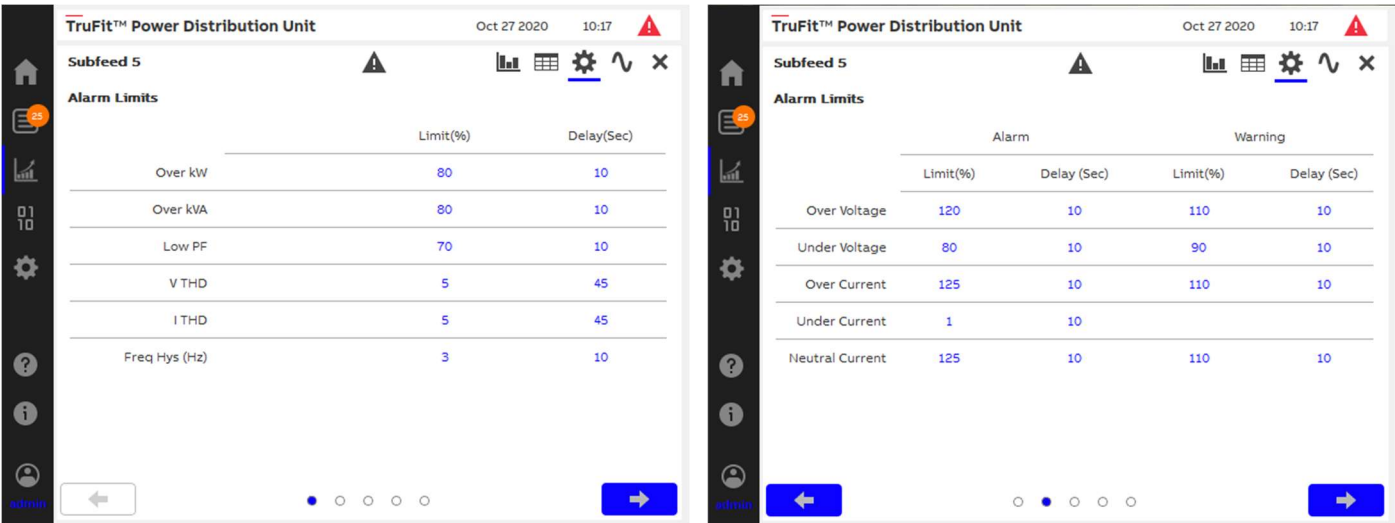 TruFit™ Power Distribution Unit Oct 27 2020 10:17
Subfeed 5
Alarm Limits
25
Limit(%) Delay(Sec)
Over kW 80 10
Over kVA 80 10
Low PF 70 10
V THD 5 45
I THD 5 45
Freq Hys (Hz) 3 10
admin
TruFit™ Power Distribution Unit Oct 27 2020 10:17
Subfeed 5
Alarm Limits
25
Alarm Warning
Limit(%) Delay (Sec) Limit(%) Delay (Sec)
Over Voltage 120 10 110 10
Under Voltage 80 10 90 10
Over Current 125 10 110 10
Under Current 1 10
Neutral Current 125 10 110 10
admin